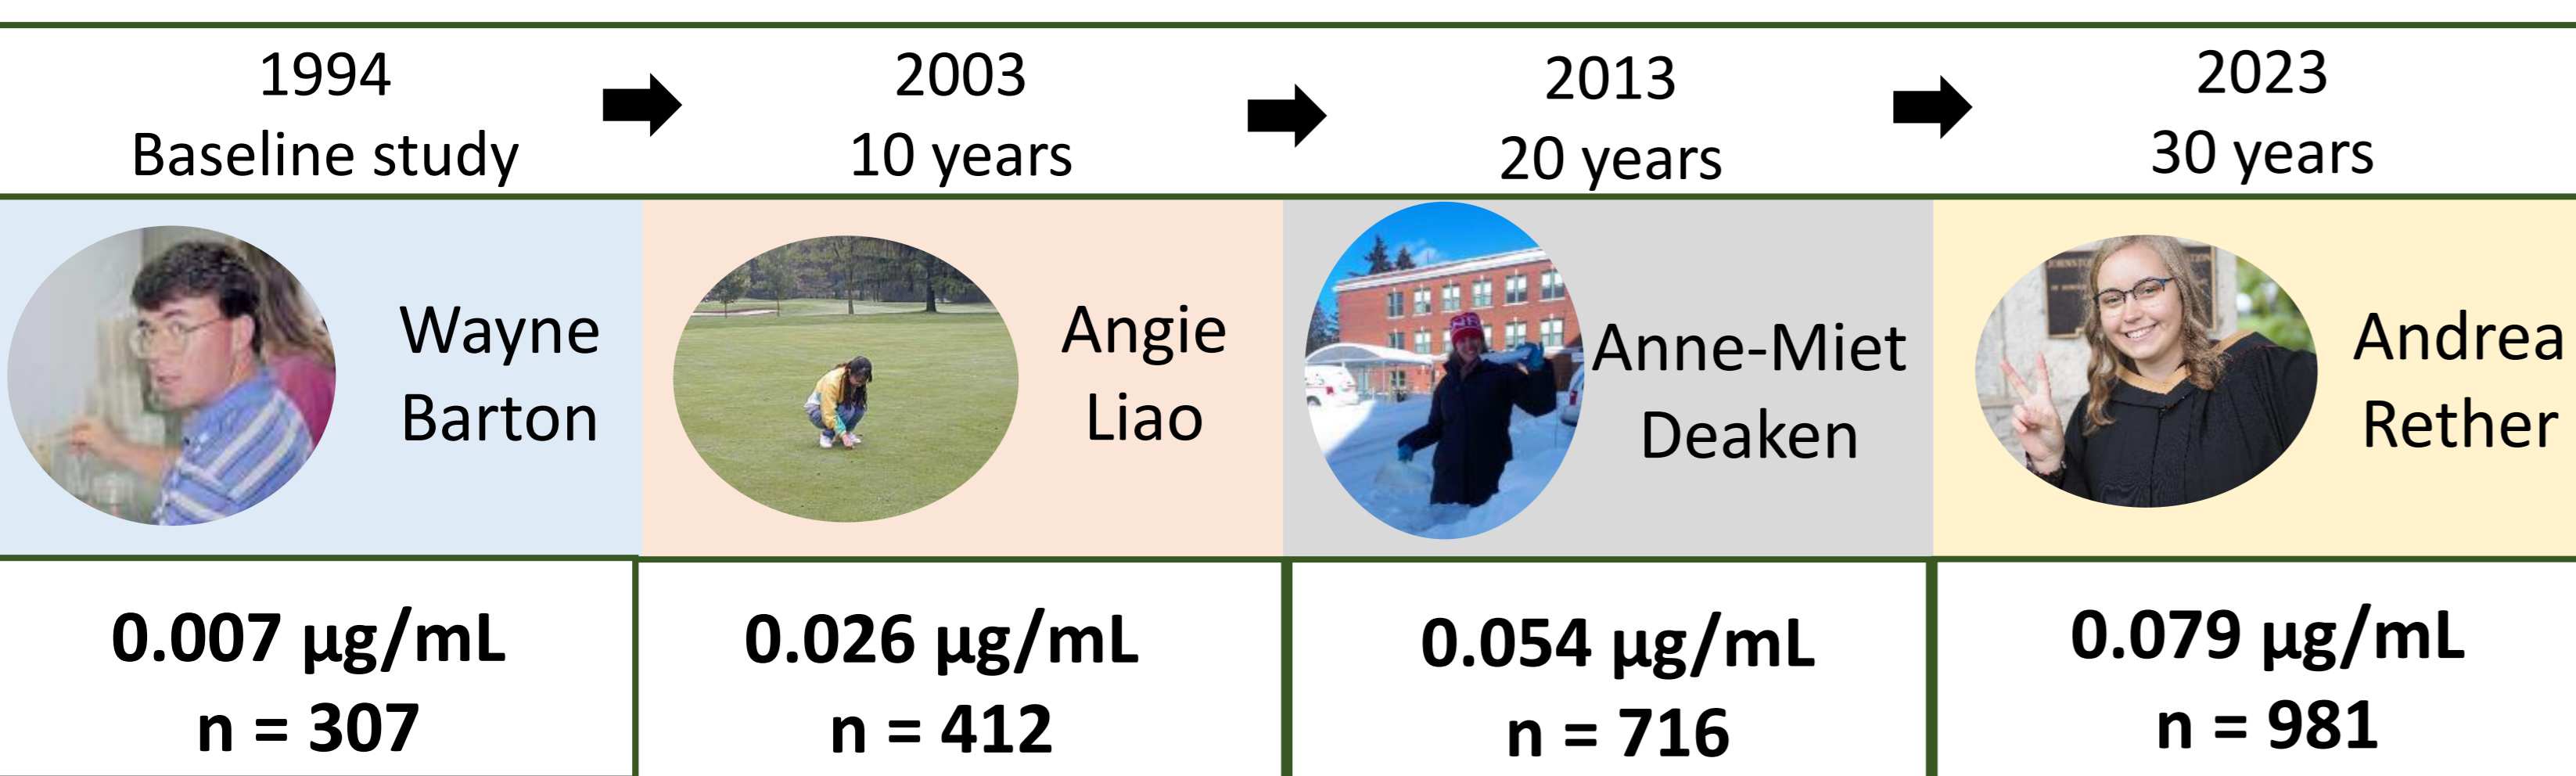 1994
Baseline study
2003
10 years
2013
20 years
2023
30 years
Wayne
Barton
Angie
Liao
Anne-Miet
Deaken
Andrea
Rether
0.007 µg/mL
n = 307
0.026 µg/mL
n = 412
0.054 µg/mL
n = 716
0.079 µg/mL
n = 981